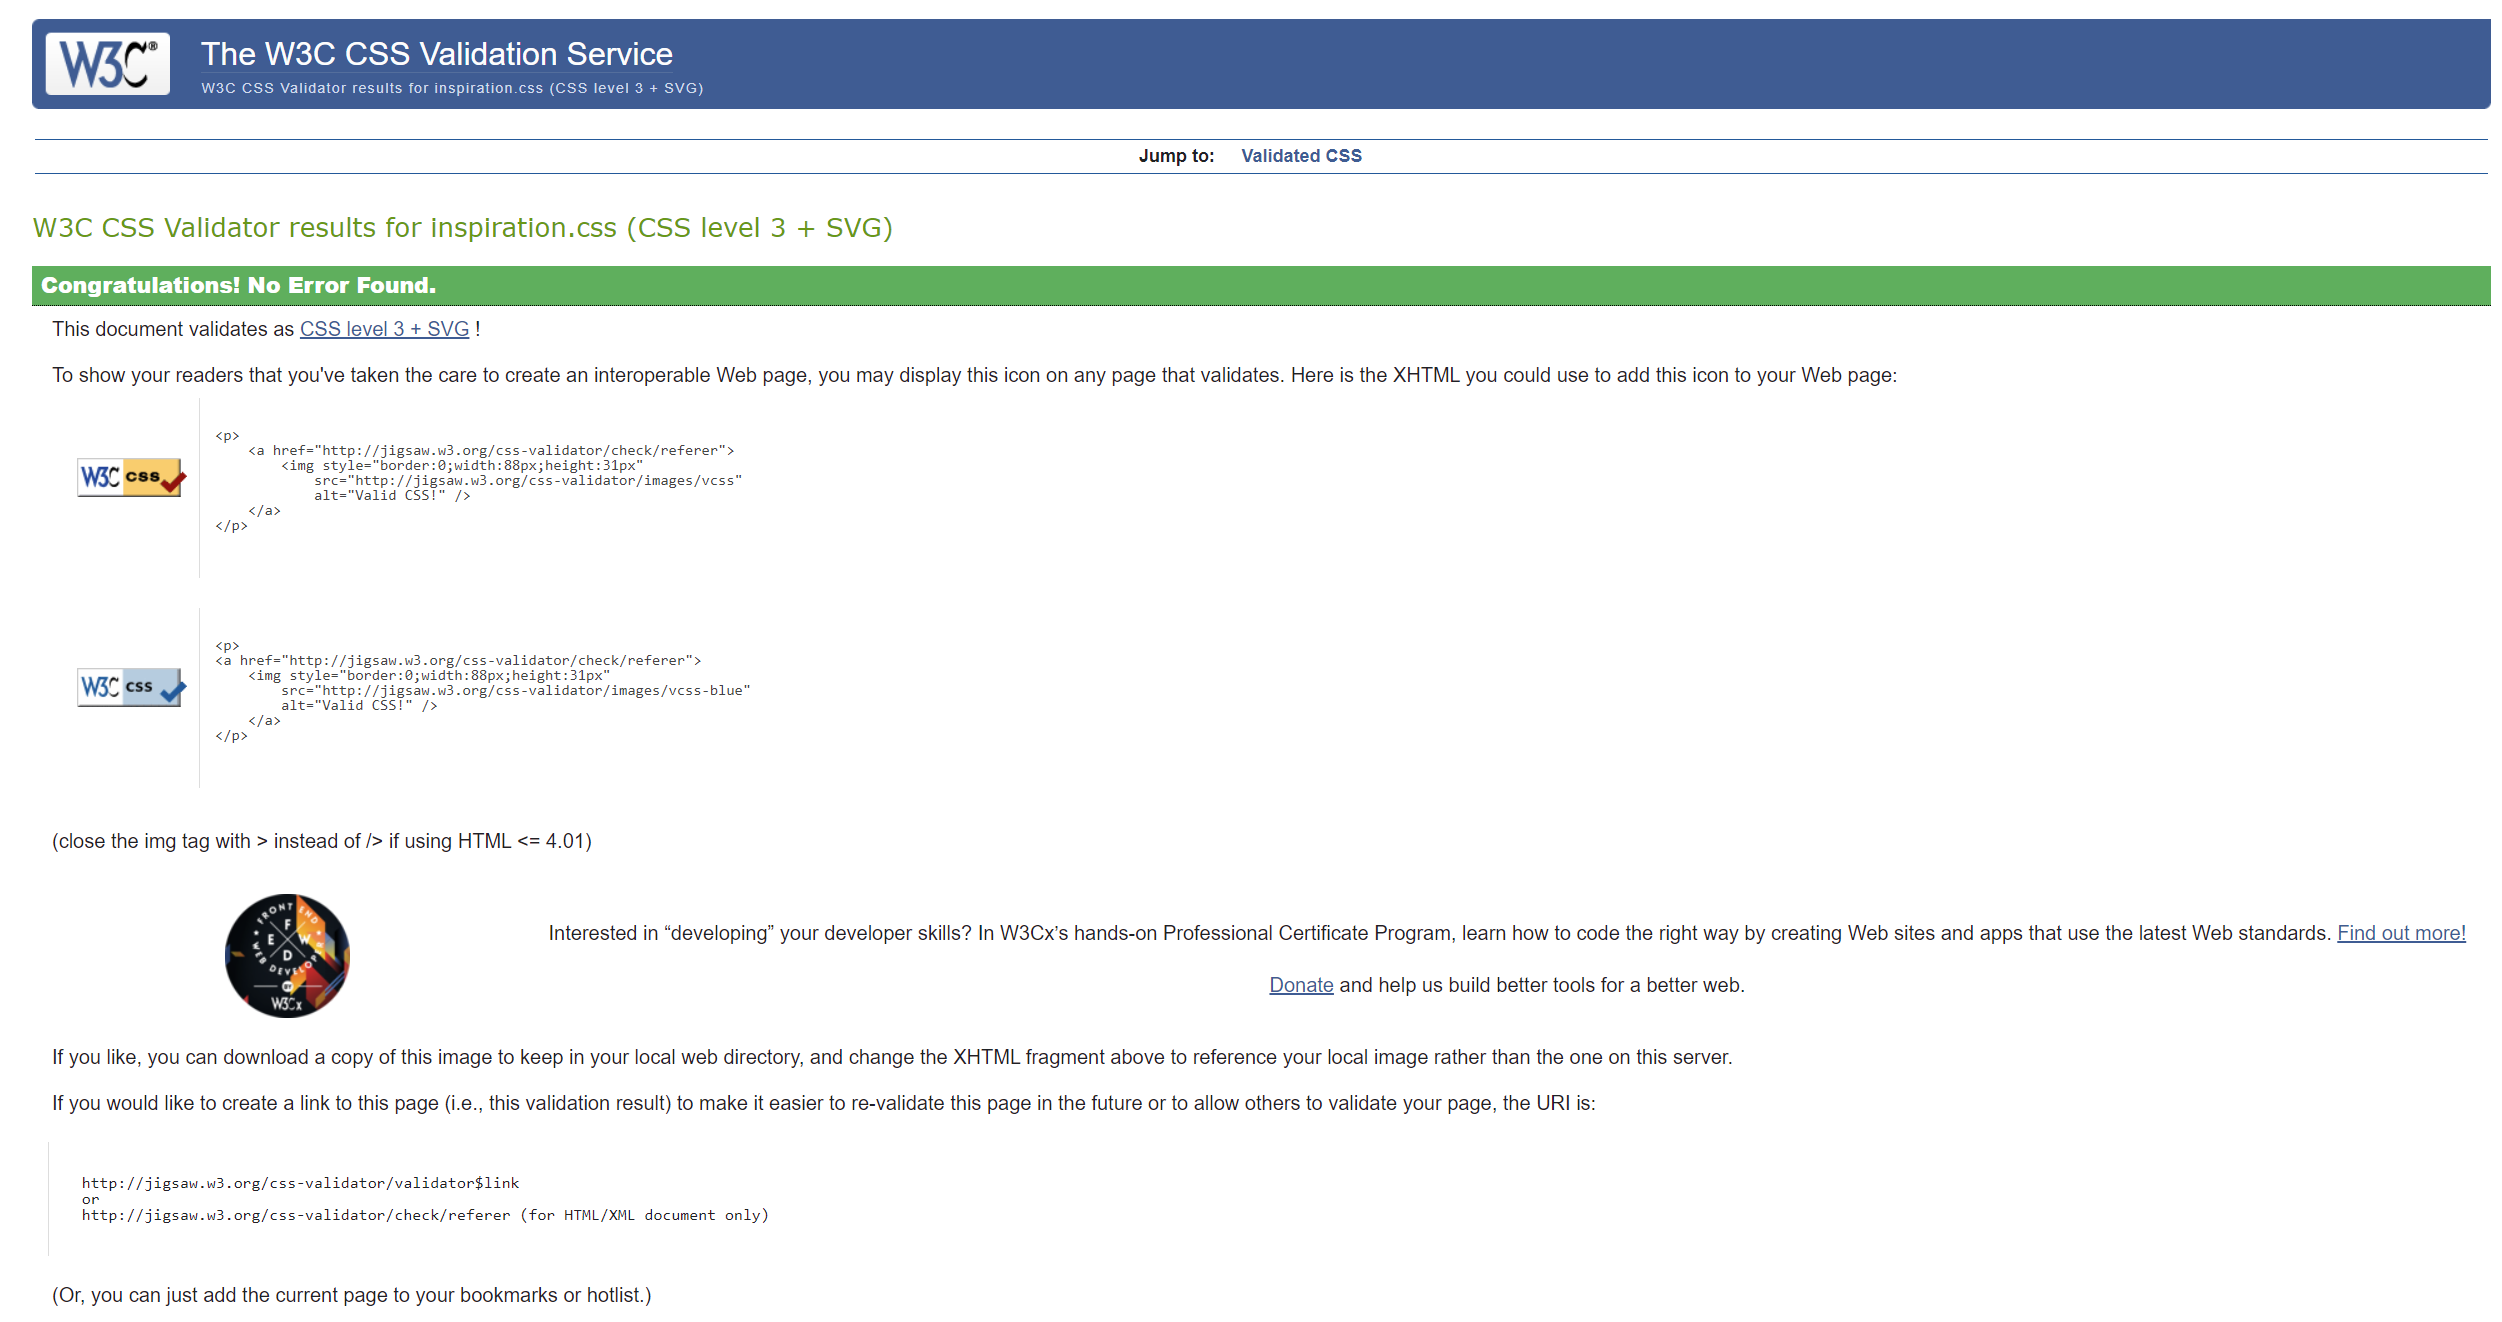 W3C®
The W3C CSS Validation Service
W3C CSS Validator results for inspiration.css (CSS level 3 + SVG)
Jump to: Validated CSS
W3C CSS Validator results for inspiration.css (CSS level 3 + SVG)
Congratulations! No Error Found.
This document validates as CSS level 3 + SVG !
To show your readers that you've taken the care to create an interoperable Web page, you may display this icon on any page that validates. Here is the XHTML you could use to add this icon to your Web page:
W3C css
<p>
    <a href="http://jigsaw.w3.org/css-validator/check/referer">
        <img style="border:0;width:88px;height:31px"
            src="http://jigsaw.w3.org/css-validator/images/vcss"
            alt="Valid CSS!" />
    </a>
</p>
W3C css
<p>
<a href="http://jigsaw.w3.org/css-validator/check/referer">
    <img style="border:0;width:88px;height:31px"
        src="http://jigsaw.w3.org/css-validator/images/vcss-blue"
        alt="Valid CSS!" />
    </a>
</p>
(close the img tag with > instead of /> if using HTML <= 4.01)
FRONT END
F
E W
D
WEB DEVELOPER
BY
W3Cx
Interested in “developing” your developer skills? In W3Cx’s hands-on Professional Certificate Program, learn how to code the right way by creating Web sites and apps that use the latest Web standards. Find out more!
Donate and help us build better tools for a better web.
If you like, you can download a copy of this image to keep in your local web directory, and change the XHTML fragment above to reference your local image rather than the one on this server.
If you would like to create a link to this page (i.e., this validation result) to make it easier to re-validate this page in the future or to allow others to validate your page, the URI is:
http://jigsaw.w3.org/css-validator/validator$link
or
http://jigsaw.w3.org/css-validator/check/referer (for HTML/XML document only)
(Or, you can just add the current page to your bookmarks or hotlist.)